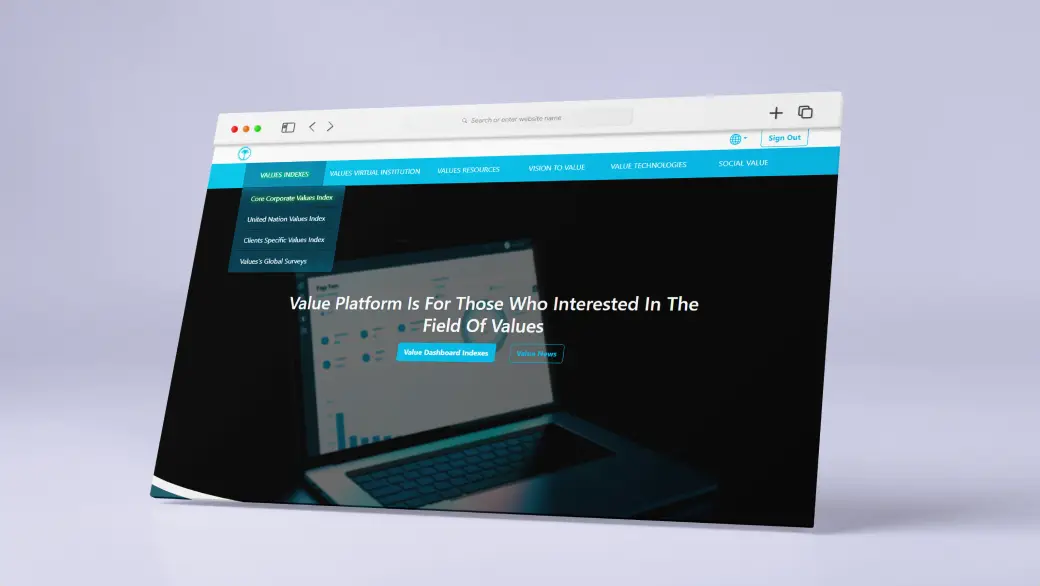 Search or enter website name
Sign Out
VALUES INDEXES
VALUES VIRTUAL INSTITUTION
VALUES RESOURCES
VISION TO VALUE
VALUE TECHNOLOGIES
SOCIAL VALUE
Core Corporate Values Index
United Nation Values Index
Clients Specific Values Index
Values's Global Surveys
Value Platform Is For Those Who Interested In The
Field Of Values
Value Dashboard Indexes
Value News